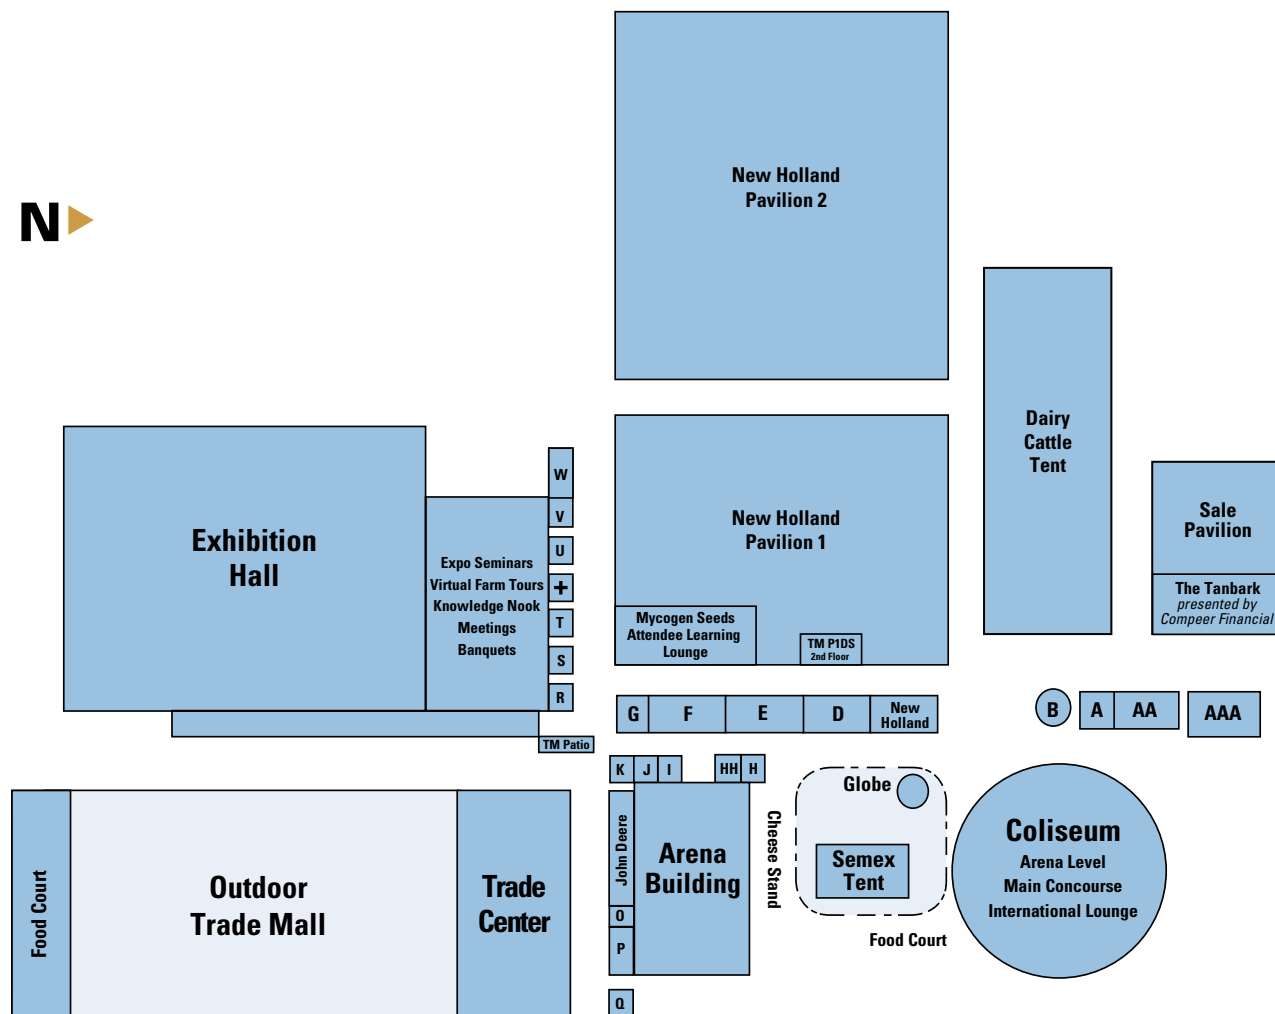 New Holland
Pavilion 2
N
Dairy
Cattle
Tent
W
V
U
+
T
S
R
Exhibition
Hall
Expo Seminars
Virtual Farm Tours
Knowledge Nook
Meetings
Banquets
New Holland
Pavilion 1
Sale
Pavilion
The Tanbark
presented by
Compeer Financial
Mycogen Seeds
Attendee Learning
Lounge
TM P1DS
2nd Floor
G
F
E
D
New
Holland
B
A
AA
AAA
TM Patio
K
J
I
HH
H
Globe
Cheese Stand
John Deere
Arena
Building
Semex
Tent
Coliseum
Arena Level
Main Concourse
International Lounge
Food Court
Outdoor
Trade Mall
Trade
Center
O
P
Food Court
Q